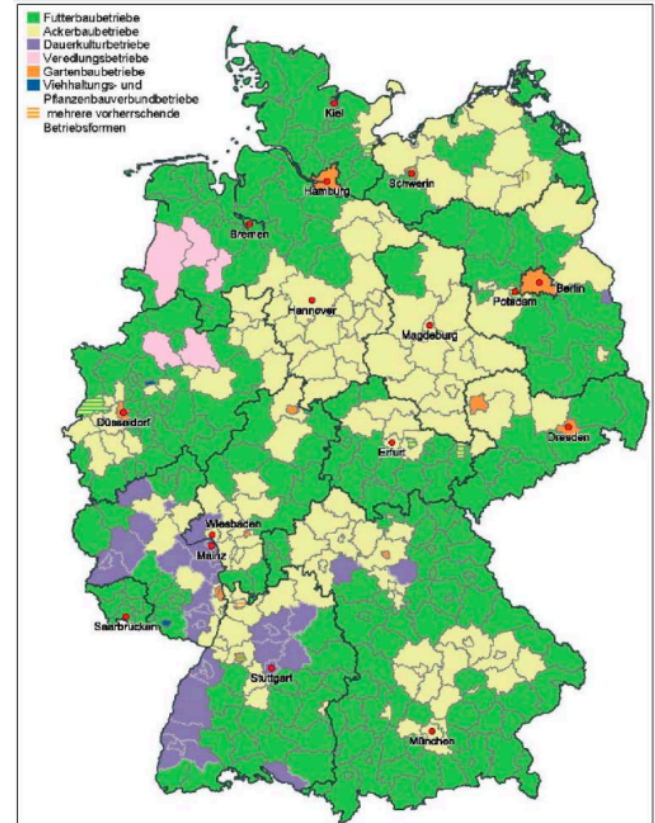 Futterbaubetriebe
Ackerbaubetriebe
Dauerkulturbetriebe
Veredlungsbetriebe
Gartenbaubetriebe
Viehhaltungs- und
Pflanzenbauverbundbetriebe
mehrere vorherrschende
Betriebsformen
Kiel
Schwerin
Hamburg
Bremen
Berlin
Potsdam
Hannover
Magdeburg
Düsseldorf
Dresden
Erfurt
Wiesbaden
Mainz
Saarbrücken
Stuttgart
München